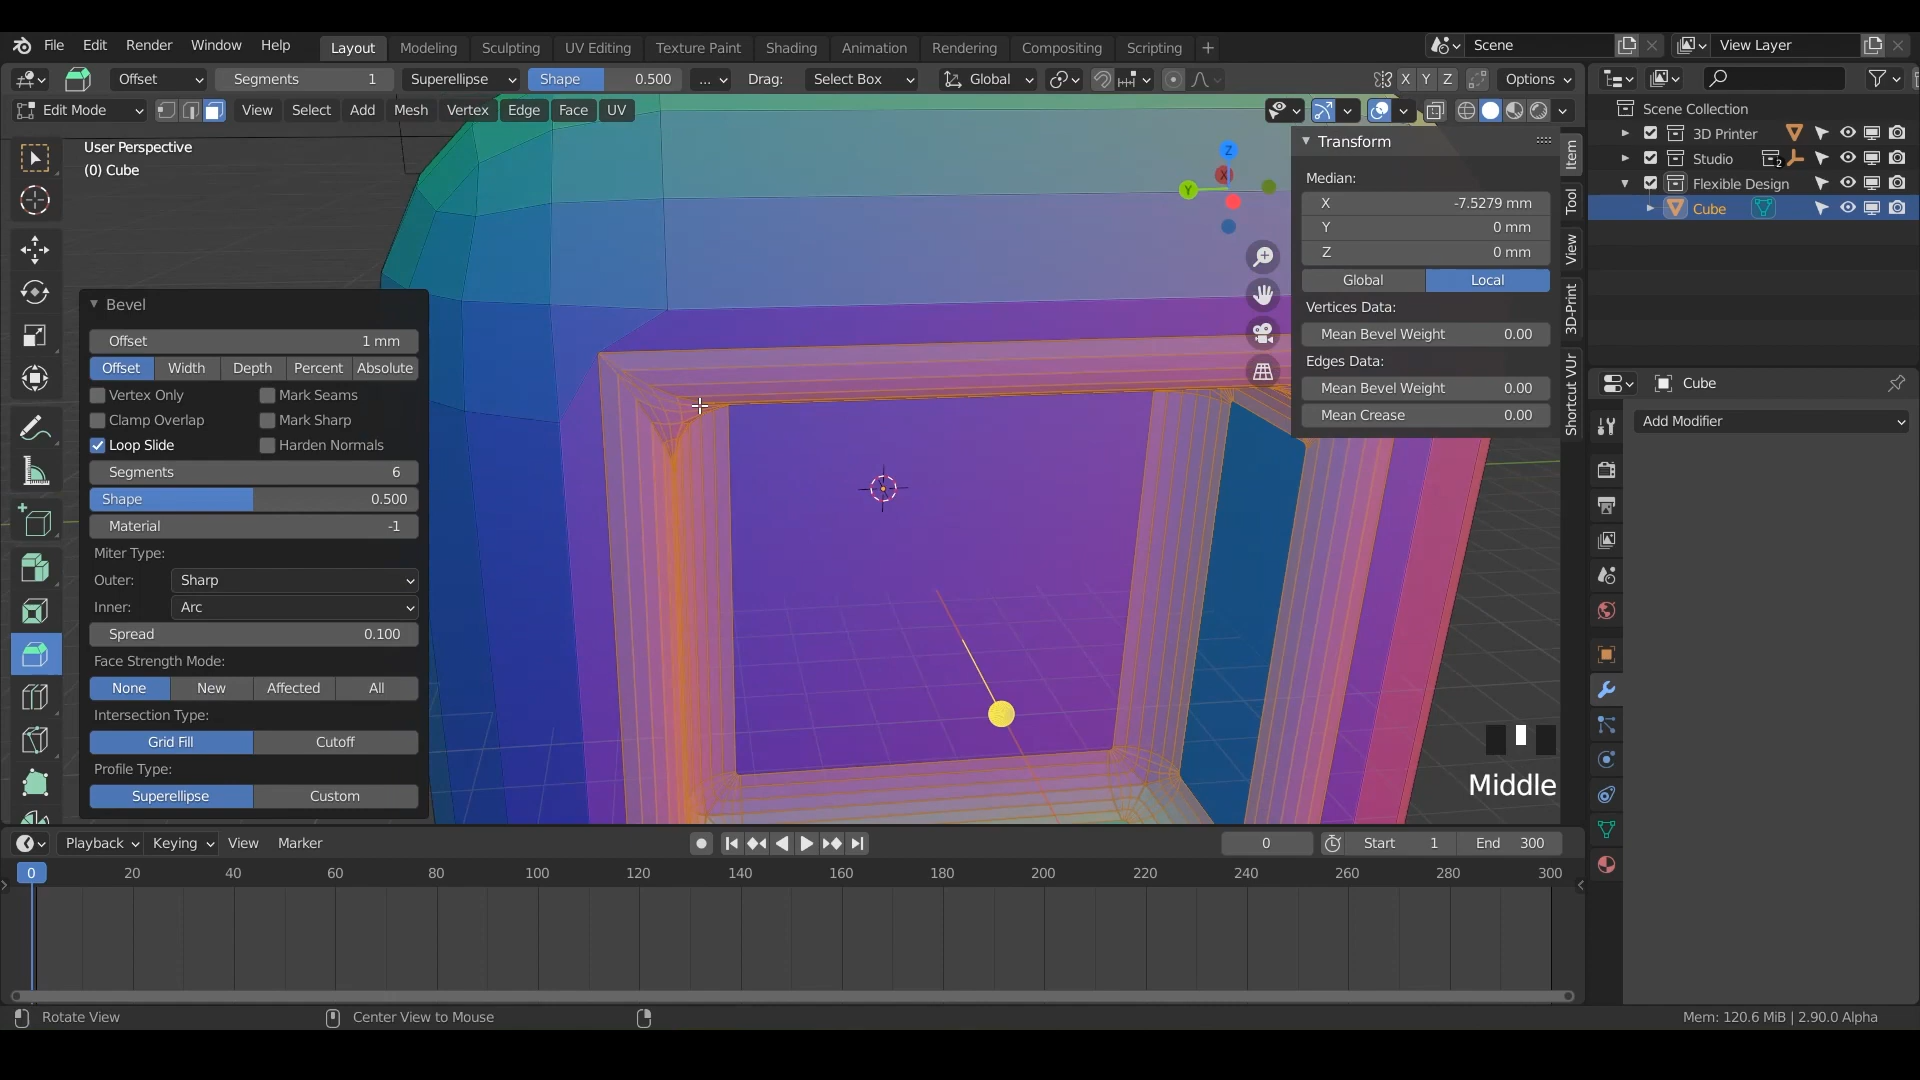 File Edit Render Window Help Layout Modeling Sculpting UV Editing Texture Paint Shading Animation Rendering Compositing Scripting + Scene View Layer
Offset Segments 1 Superellipse Shape 0.500 ... Drag: Select Box Global X Y Z Options
Edit Mode View Select Add Mesh Vertex Edge Face UV
User Perspective
(0) Cube
Bevel
Offset 1 mm
Offset Width Depth Percent Absolute
Vertex Only Mark Seams
Clamp Overlap Mark Sharp
Loop Slide Harden Normals
Segments 6
Shape 0.500
Material -1
Miter Type:
Outer: Sharp
Inner: Arc
Spread 0.100
Face Strength Mode:
None New Affected All
Intersection Type:
Grid Fill Cutoff
Profile Type:
Superellipse Custom
Z
X
Y
Transform
Median:
X -7.5279 mm
Y 0 mm
Z 0 mm
Global Local
Vertices Data:
Mean Bevel Weight 0.00
Edges Data:
Mean Bevel Weight 0.00
Mean Crease 0.00
Item
Tool
View
3D-Print
Shortcut VUr
Middle
Scene Collection
3D Printer
Studio 2
Flexible Design
Cube
Cube
Add Modifier
Playback Keying View Marker 0 Start 1 End 300
0 20 40 60 80 100 120 140 160 180 200 220 240 260 280 300
Rotate View Center View to Mouse Mem: 120.6 MiB | 2.90.0 Alpha